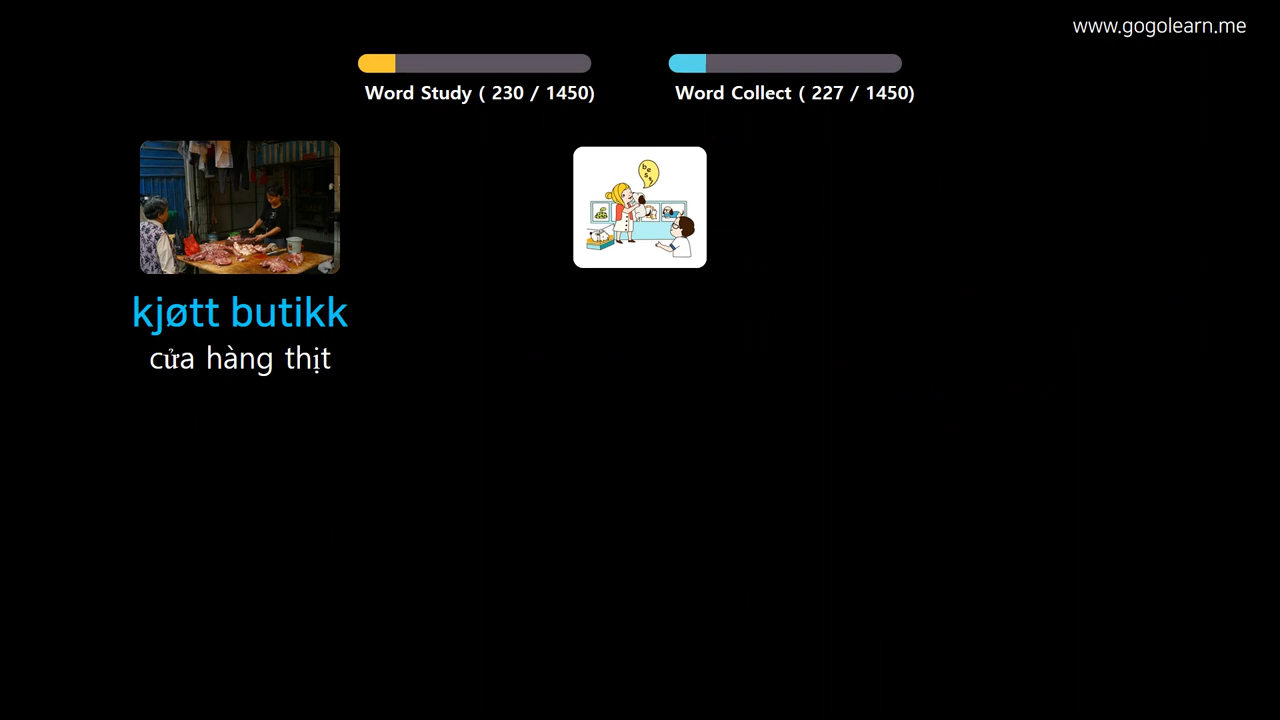 www.gogolearn.me
Word Study ( 230 / 1450)
Word Collect ( 227 / 1450)
kjøtt butikk
cửa hàng thịt